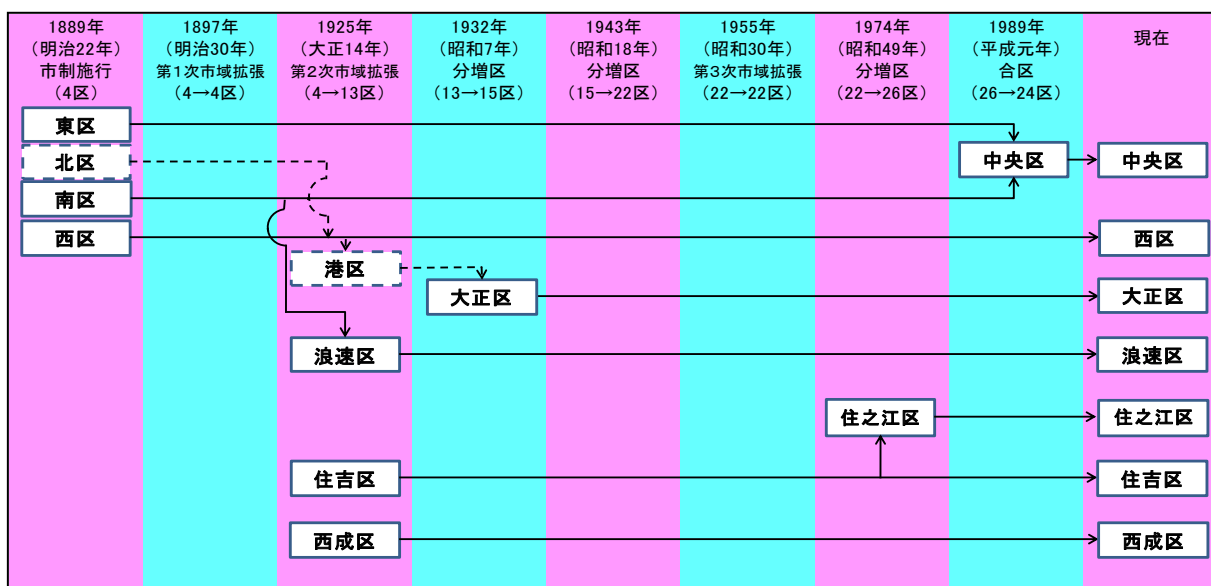 1889年
（明治22年）
市制施行
（4区）
1897年
（明治30年）
第1次市域拡張
（4→4区）
1925年
（大正14年）
第2次市域拡張
（4→13区）
1932年
（昭和7年）
分増区
（13→15区）
1943年
（昭和18年）
分増区
（15→22区）
1955年
（昭和30年）
第3次市域拡張
（22→22区）
1974年
（昭和49年）
分増区
（22→26区）
1989年
（平成元年）
合区
（26→24区）
現在
東区
北区
中央区
中央区
南区
西区
西区
港区
大正区
大正区
浪速区
浪速区
住之江区
住之江区
住吉区
住吉区
西成区
西成区